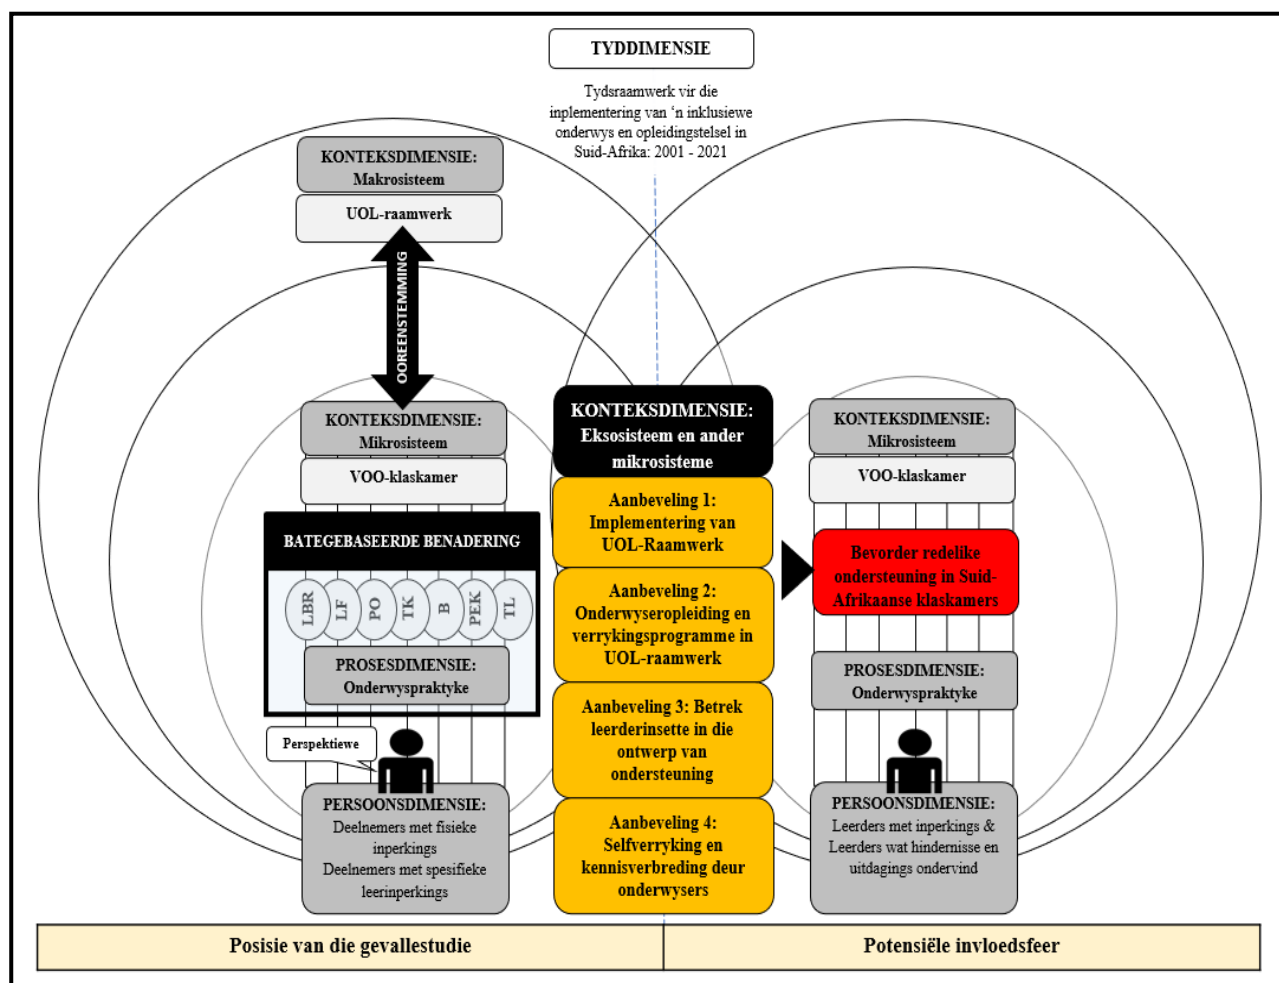 TYDDIMENSIE
Tydsraamwerk vir die
inplementering van ‘n inklusiewe
onderwys en opleidingstelsel in
Suid-Afrika: 2001 - 2021
KONTEKSDIMENSIE:
Makrosisteem
UOL-raamwerk
OOREENSTEMMING
KONTEKSDIMENSIE:
Mikrosisteem
VOO-klaskamer
BATEGEBASEERDE BENADERING
LBR
LF
PO
TK
B
PEK
TL
PROSESDIMENSIE:
Onderwyspraktyke
Perspektiewe
PERSOONSDIMENSIE:
Deelnemers met fisieke
inperkings
Deelnemers met spesifieke
leerinperkings
KONTEKSDIMENSIE:
Eksosisteem en ander
mikrosisteme
Aanbeveling 1:
Implementering van
UOL-Raamwerk
Aanbeveling 2:
Onderwyseropleiding en
verrykingsprogramme in
UOL-raamwerk
Aanbeveling 3: Betrek
leerderinsette in die
ontwerp van
ondersteuning
Aanbeveling 4:
Selfverryking en
kennisverbreding deur
onderwysers
KONTEKSDIMENSIE:
Mikrosisteem
VOO-klaskamer
Bevorder redelike
ondersteuning in Suid-
Afrikaanse klaskamers
PROSESDIMENSIE:
Onderwyspraktyke
PERSOONSDIMENSIE:
Leerders met inperkings &
Leerders wat hindernisse en
uitdagings ondervind
Posisie van die gevallestudie
Potensiële invloedsfeer